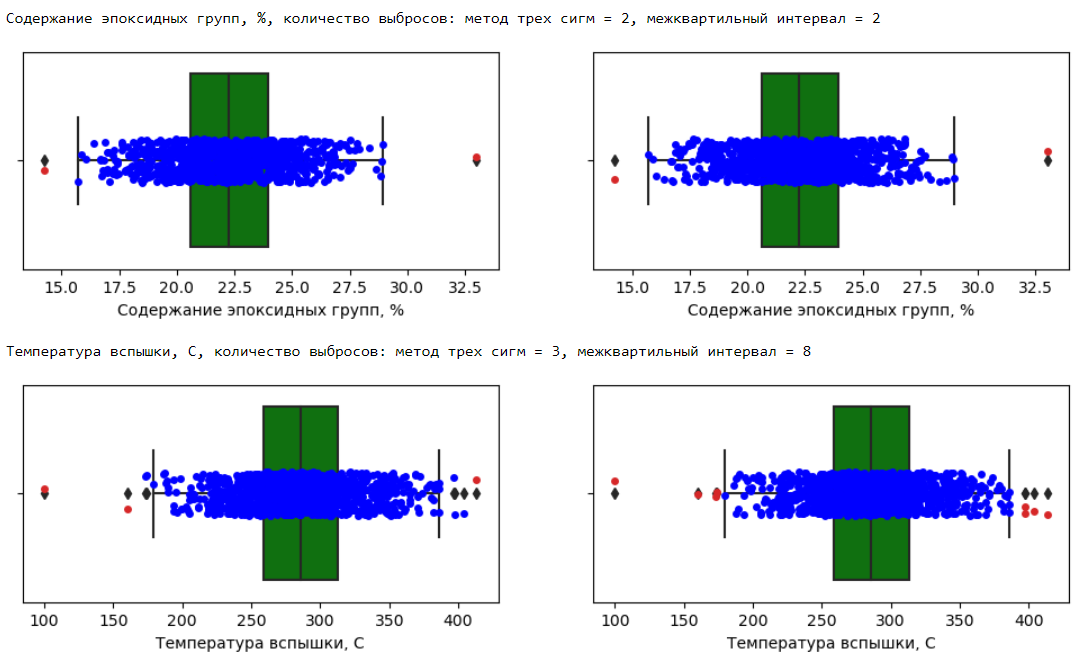 Содержание эпоксидных групп, %, количество выбросов: метод трех сигм = 2, межквартильный интервал = 2
15.0 17.5 20.0 22.5 25.0 27.5 30.0 32.5
Содержание эпоксидных групп, %
15.0 17.5 20.0 22.5 25.0 27.5 30.0 32.5
Содержание эпоксидных групп, %
Температура вспышки, С, количество выбросов: метод трех сигм = 3, межквартильный интервал = 8
100 150 200 250 300 350 400
Температура вспышки, С
100 150 200 250 300 350 400
Температура вспышки, С